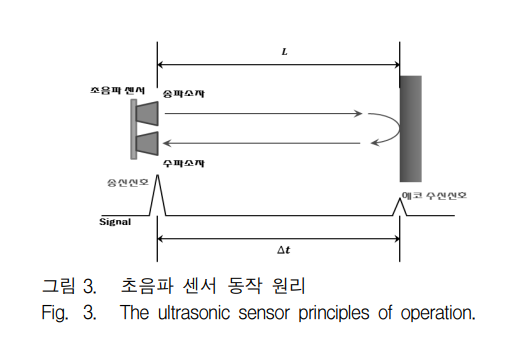 L
초음파 센서
송파소자
수파소자
송신신호
에코 수신신호
Signal
Δt
그림 3. 초음파 센서 동작 원리
Fig. 3. The ultrasonic sensor principles of operation.